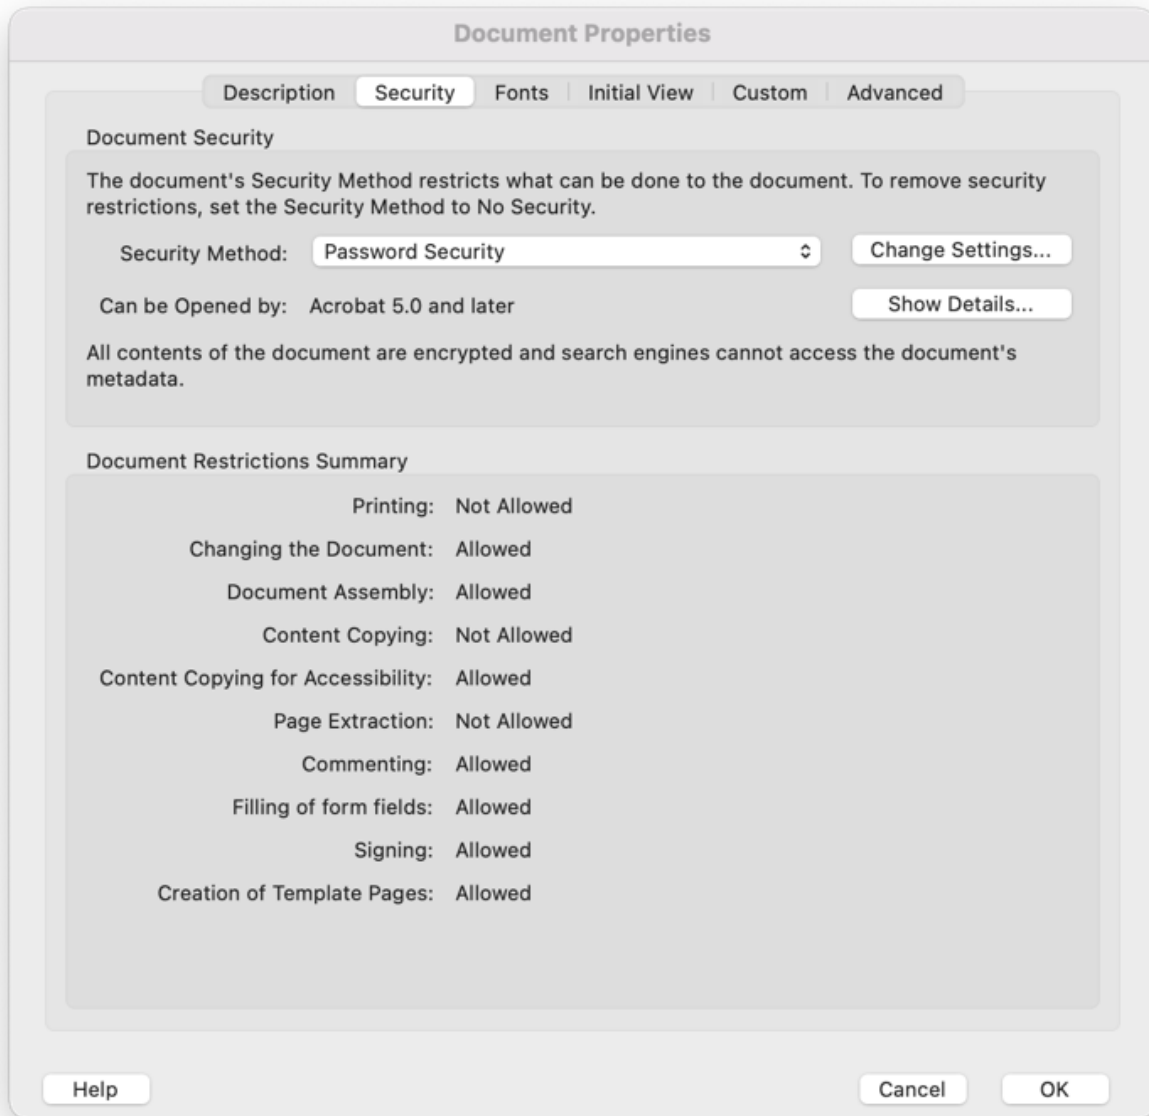 Document Properties
Description Security Fonts Initial View Custom Advanced
Document Security
The document's Security Method restricts what can be done to the document. To remove security
restrictions, set the Security Method to No Security.
Security Method: Password Security Change Settings...
Can be Opened by: Acrobat 5.0 and later Show Details...
All contents of the document are encrypted and search engines cannot access the document's
metadata.
Document Restrictions Summary
Printing: Not Allowed
Changing the Document: Allowed
Document Assembly: Allowed
Content Copying: Not Allowed
Content Copying for Accessibility: Allowed
Page Extraction: Not Allowed
Commenting: Allowed
Filling of form fields: Allowed
Signing: Allowed
Creation of Template Pages: Allowed
Help Cancel OK